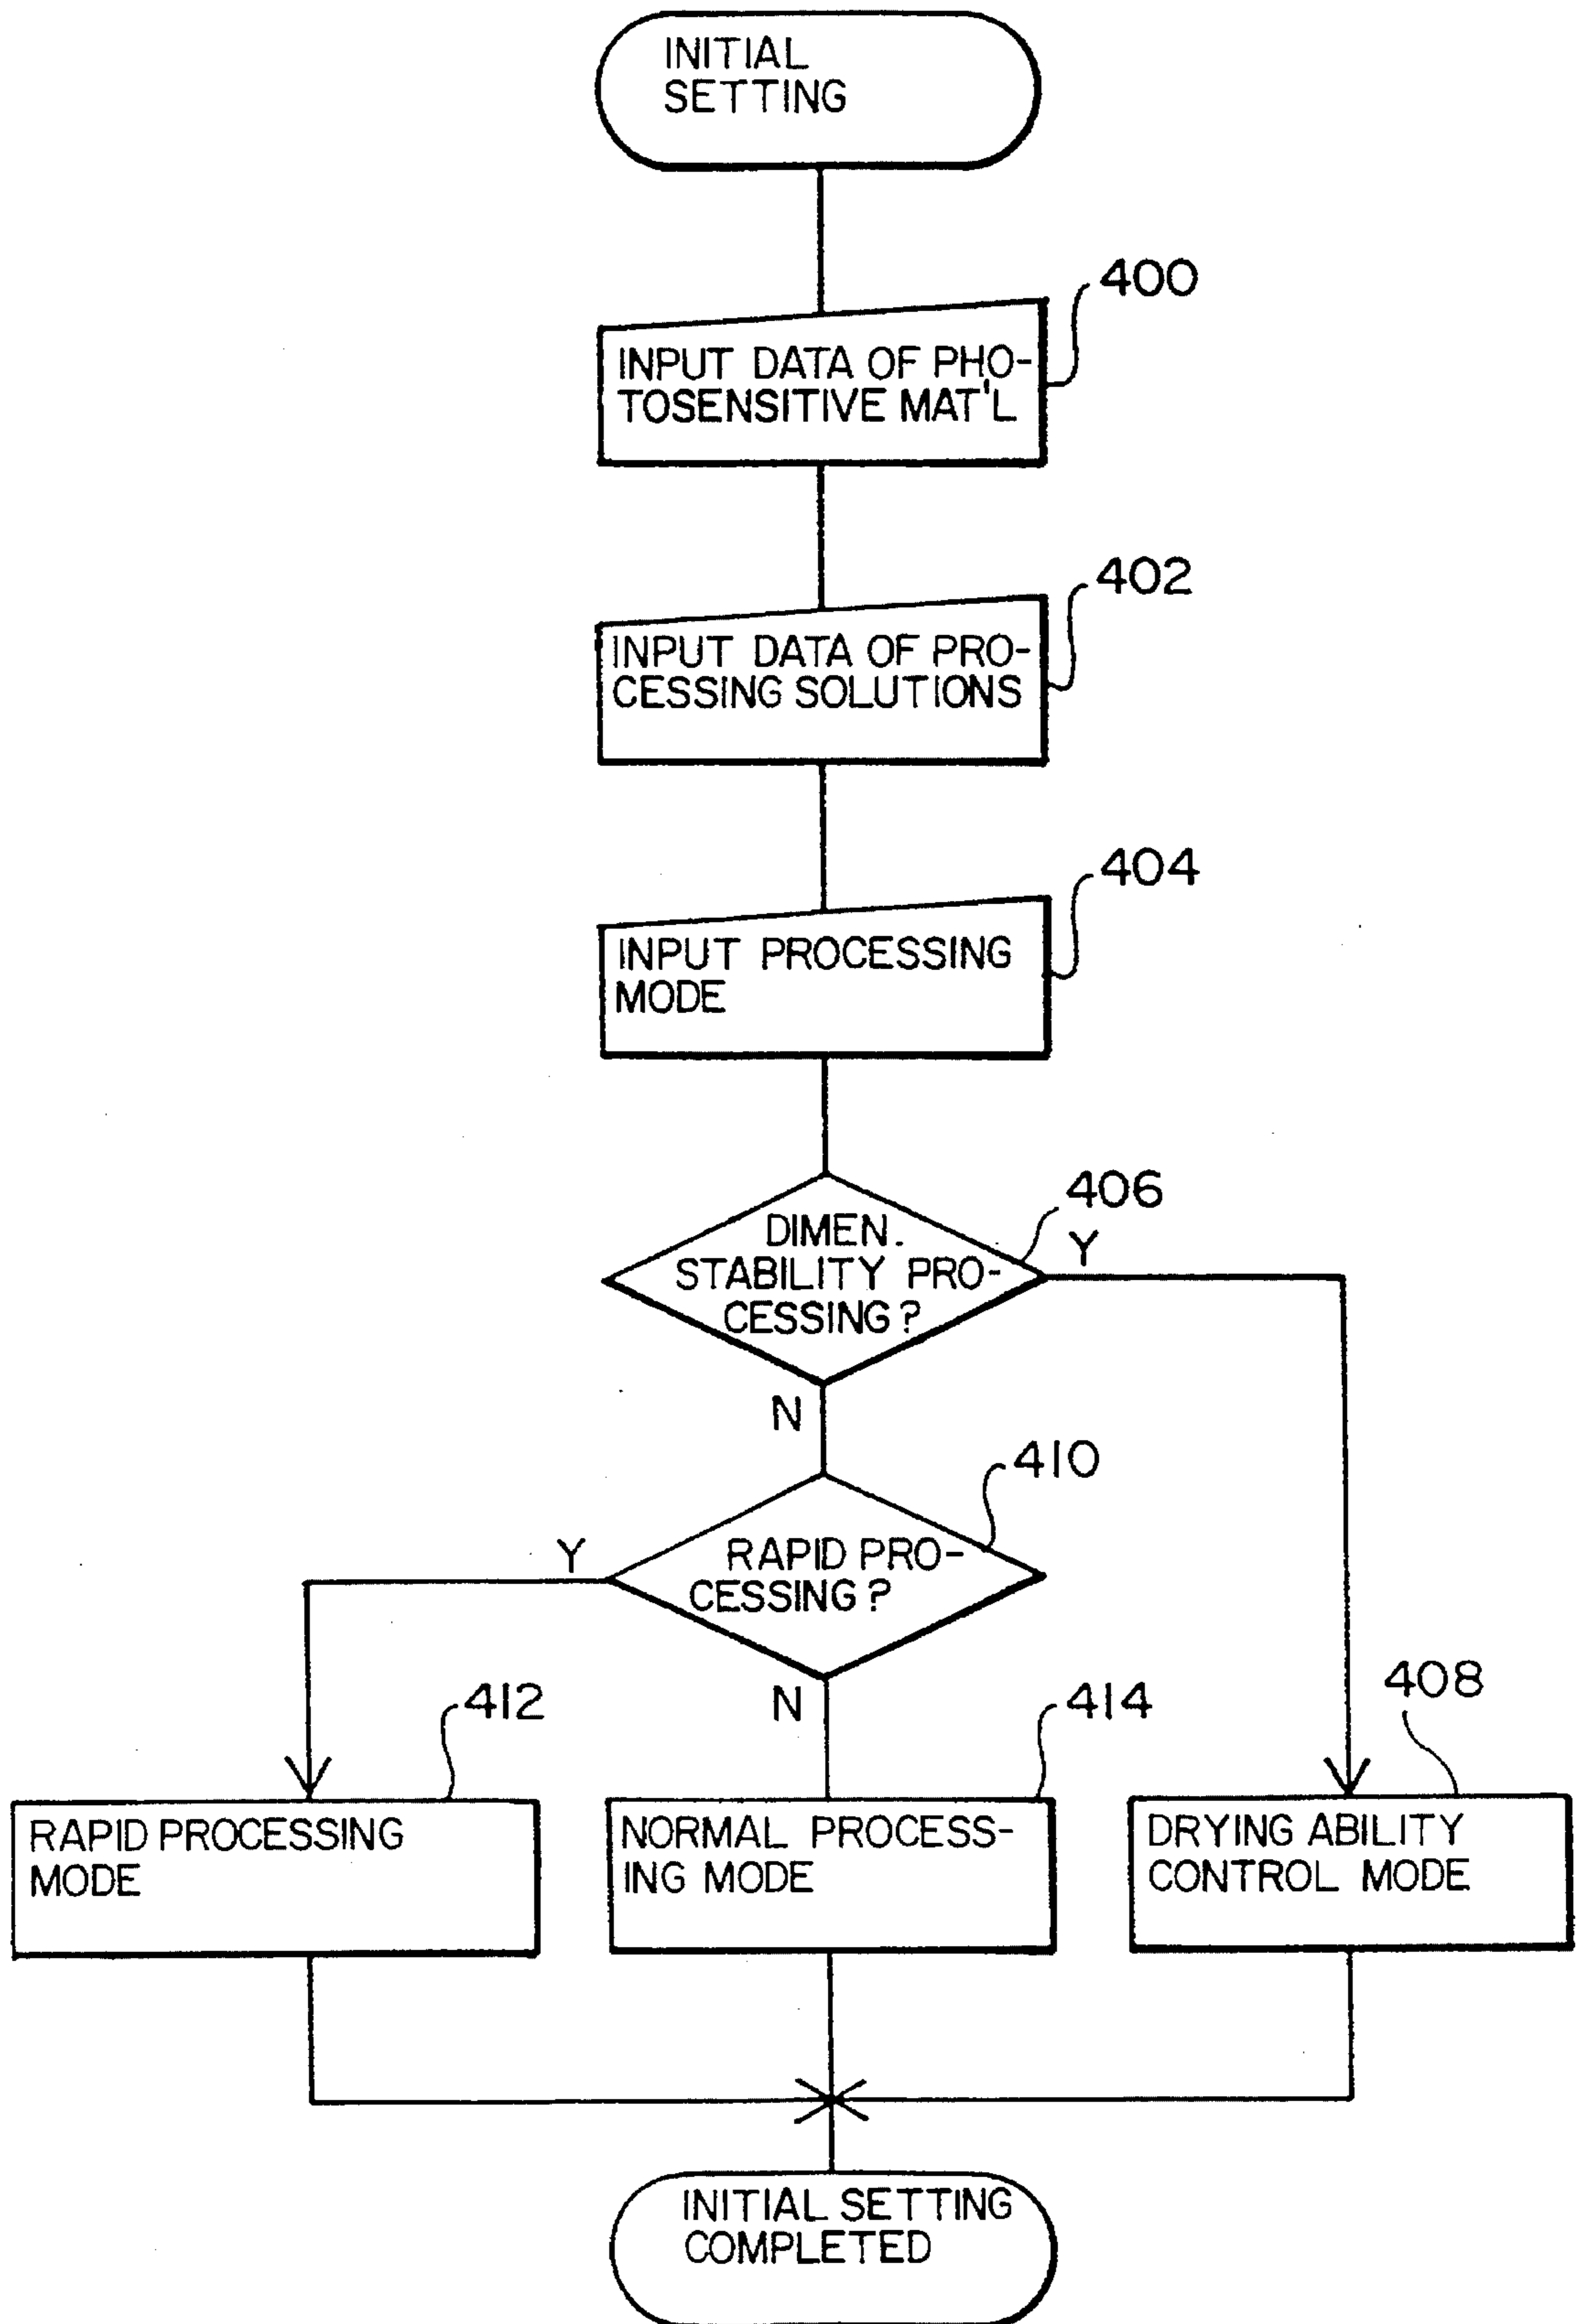 INITIAL
SETTING
400
INPUT DATA OF PHO-
TOSENSITIVE MAT'L
402
INPUT DATA OF PRO-
CESSING SOLUTIONS
404
INPUT PROCESSING
MODE
406
DIMEN.
STABILITY PRO-
CESSING?
Y
N
410
RAPID PRO-
CESSING?
Y
N
412
RAPID PROCESSING
MODE
414
NORMAL PROCESS-
ING MODE
408
DRYING ABILITY
CONTROL MODE
INITIAL SETTING
COMPLETED